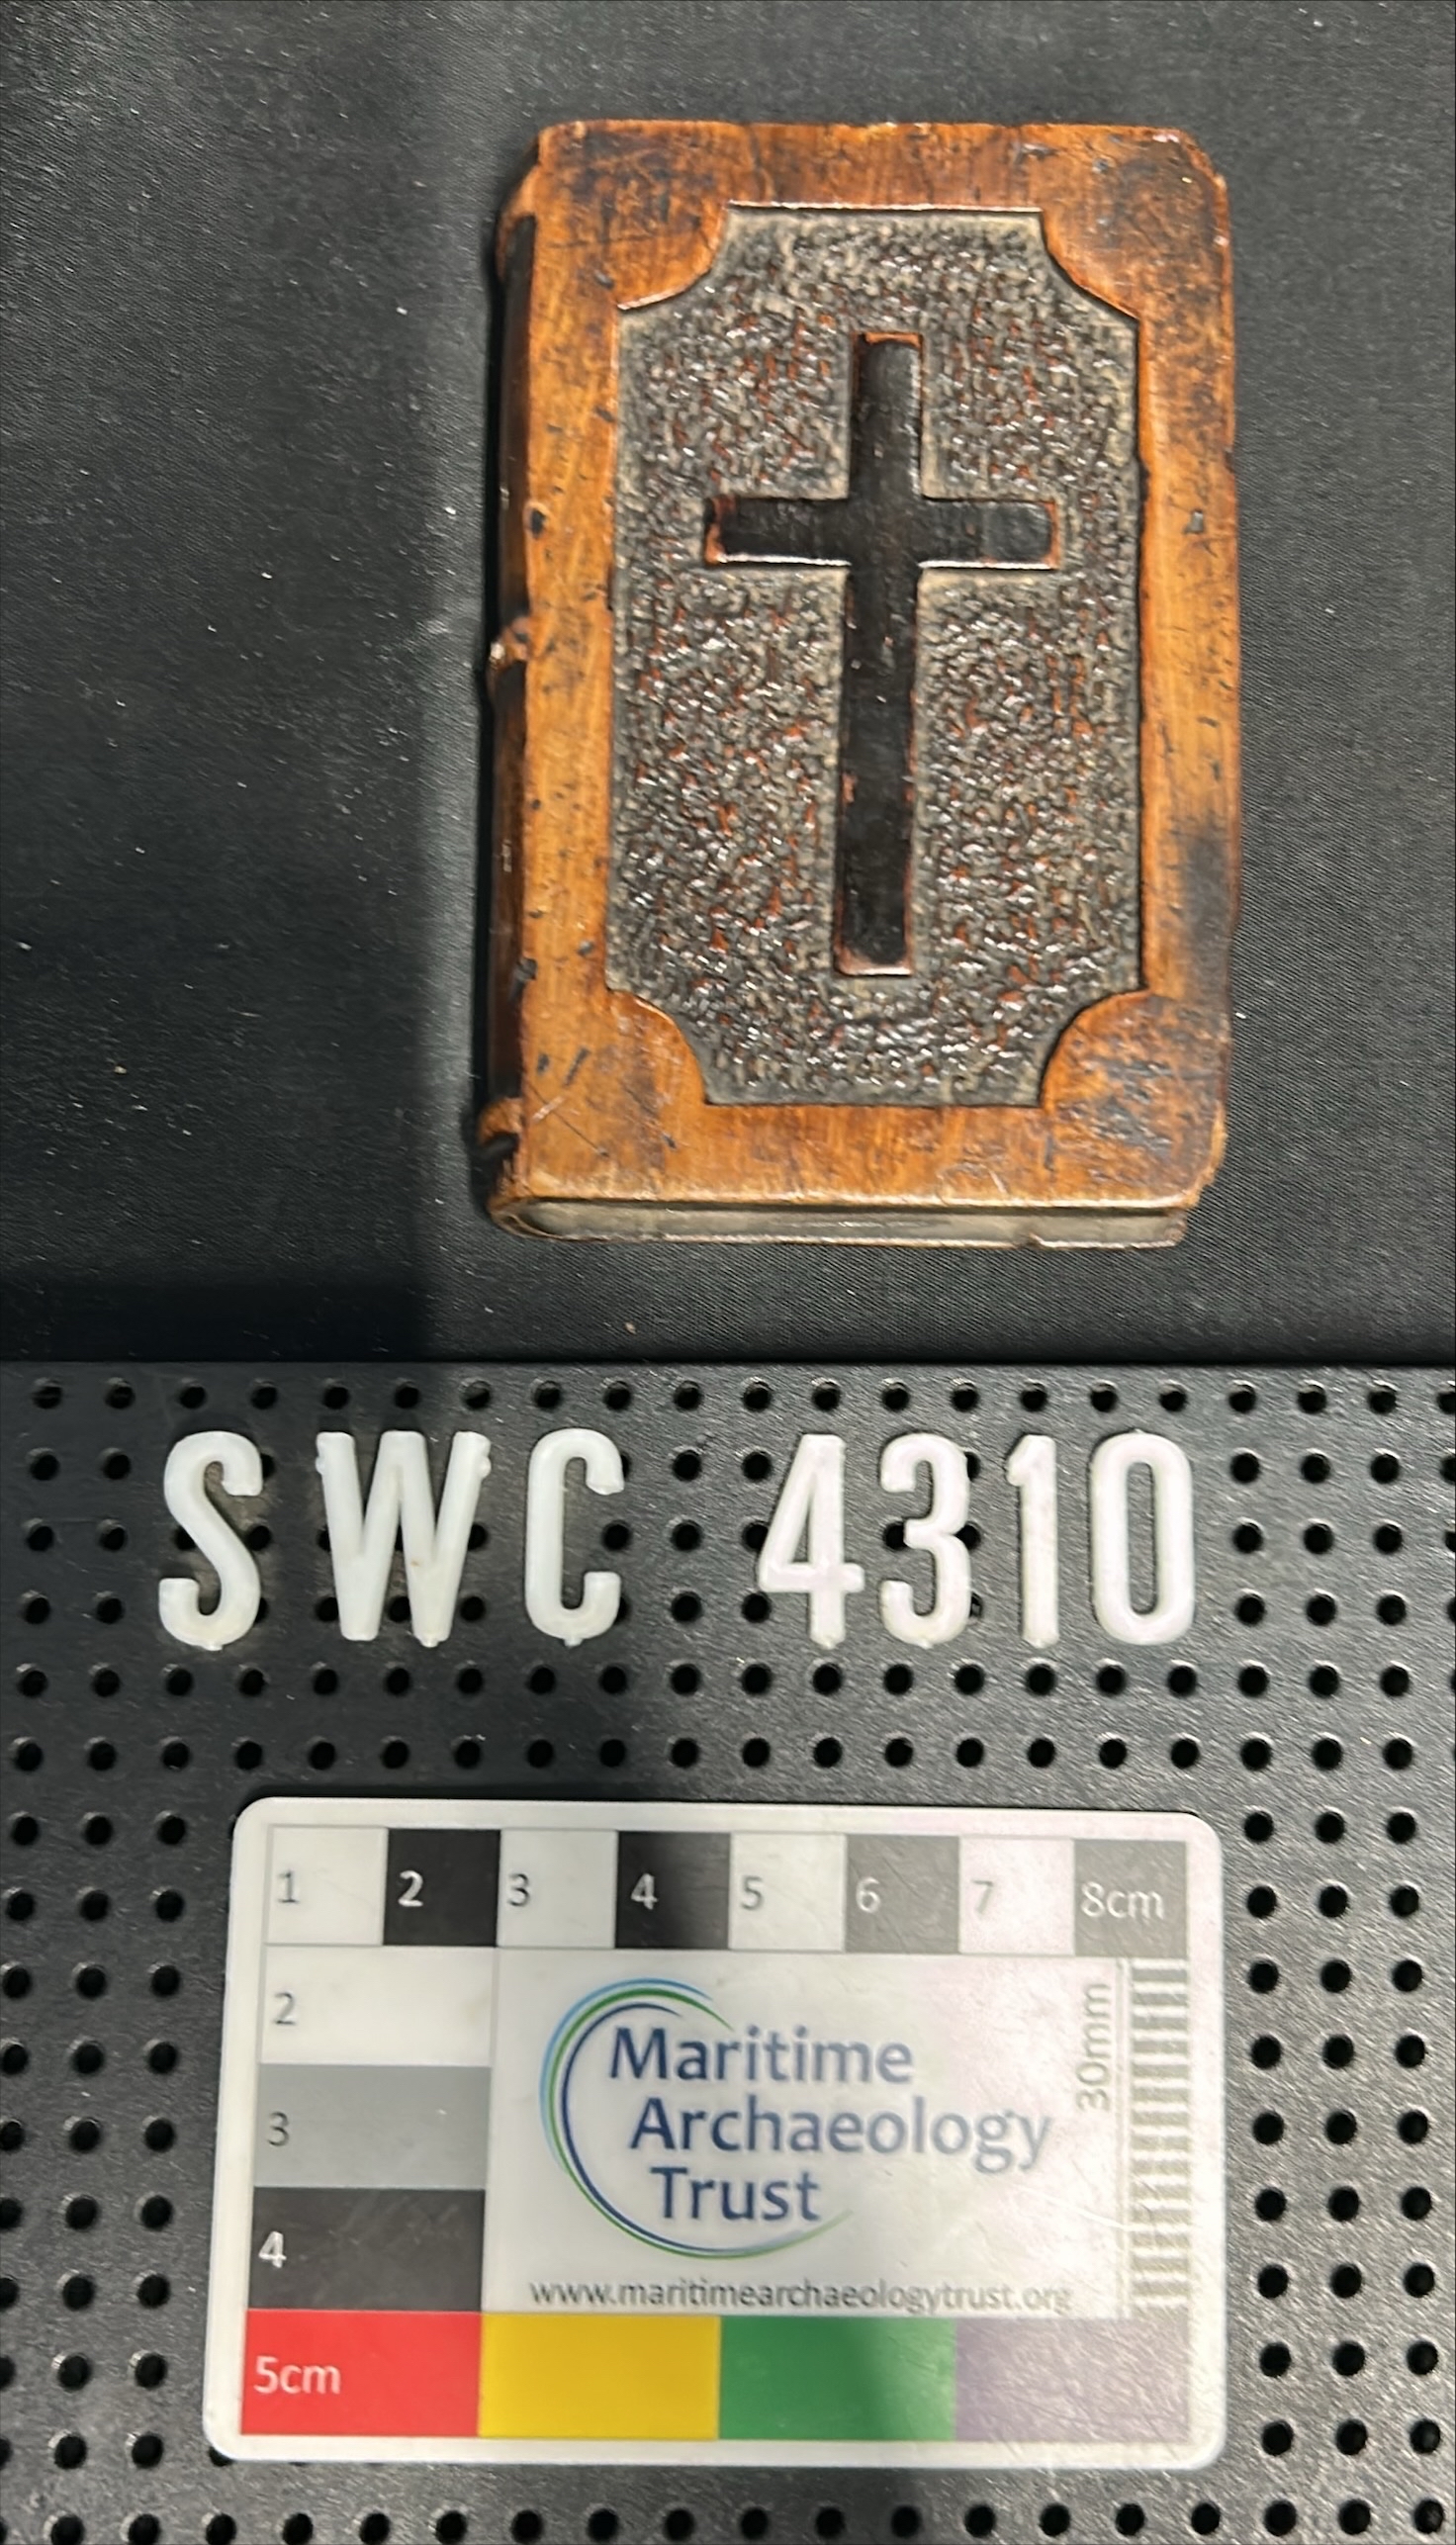 SWC 4310
1 2 3 4 5 6 7 8cm
2
3
4
5cm
30mm
Maritime
Archaeology
Trust
www.maritimearchaeologytrust.org